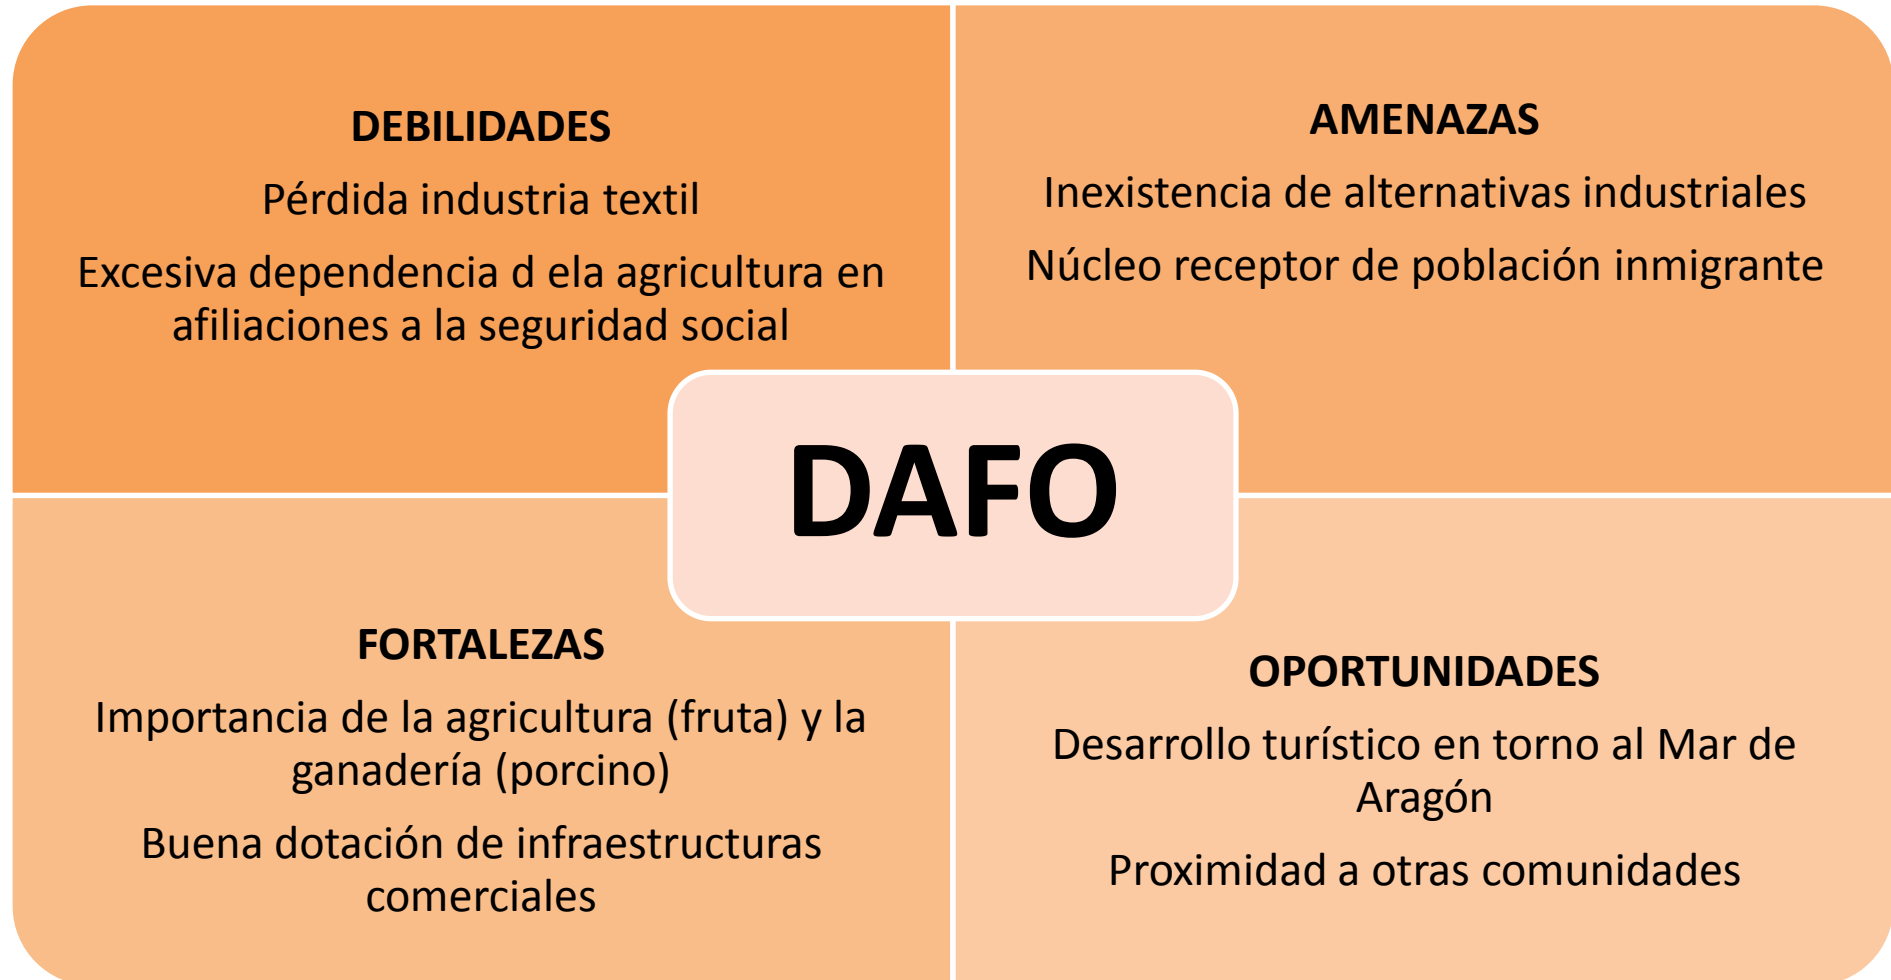 DEBILIDADES
Pérdida industria textil
Excesiva dependencia d ela agricultura en
afiliaciones a la seguridad social
AMENAZAS
Inexistencia de alternativas industriales
Núcleo receptor de población inmigrante
DAFO
FORTALEZAS
Importancia de la agricultura (fruta) y la
ganadería (porcino)
Buena dotación de infraestructuras
comerciales
OPORTUNIDADES
Desarrollo turístico en torno al Mar de
Aragón
Proximidad a otras comunidades